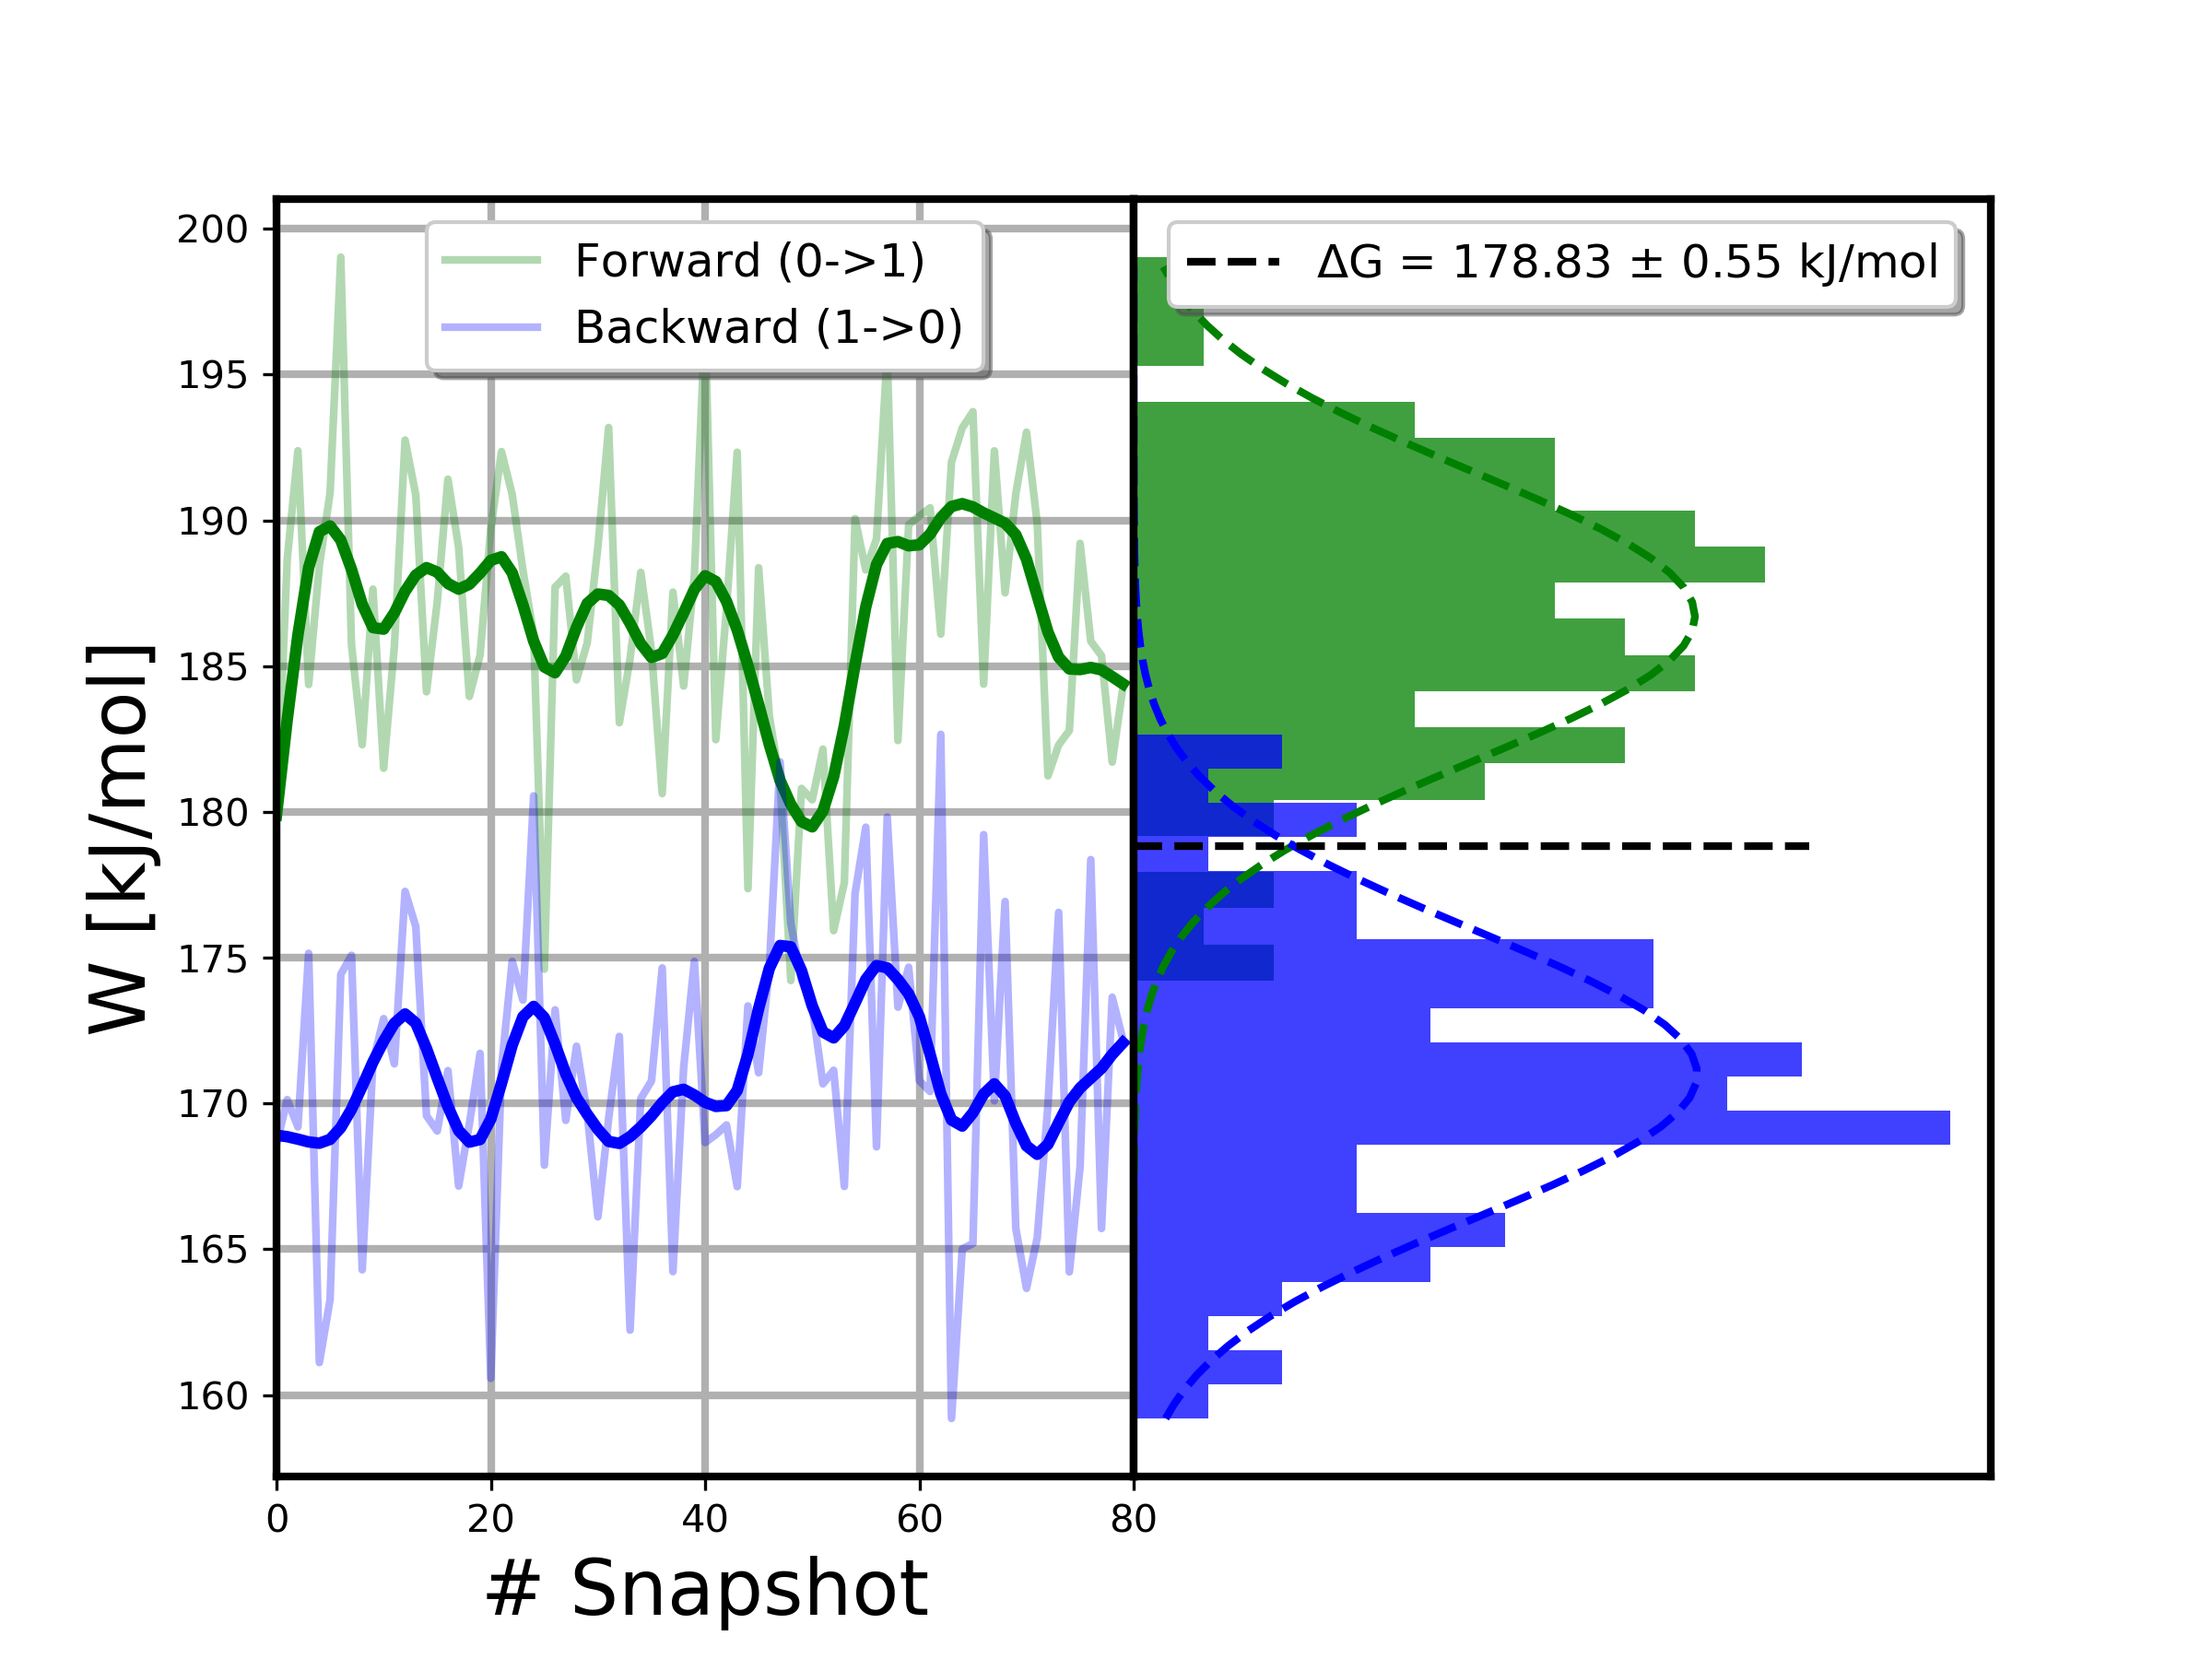 Forward (0->1)
Backward (1->0)
ΔG = 178.83 ± 0.55 kJ/mol
W [kJ/mol]
200
195
190
185
180
175
170
165
160
0 20 40 60 80
# Snapshot